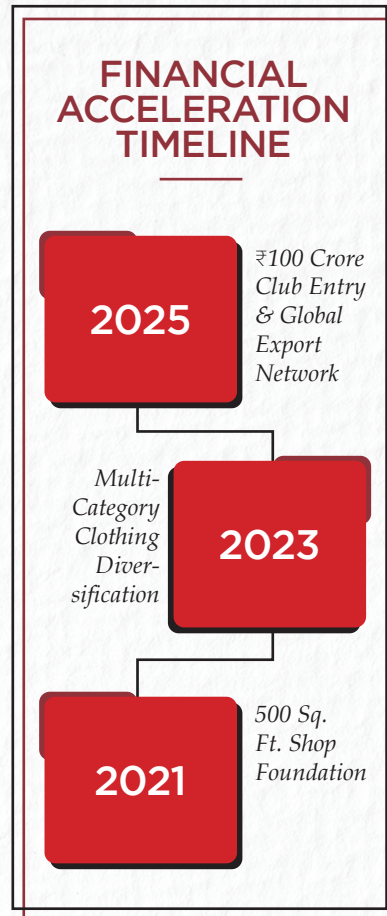 FINANCIAL
ACCELERATION
TIMELINE
2025
₹100 Crore
Club Entry
& Global
Export
Network
Multi-
Category
Clothing
Diver-
sification
2023
2021
500 Sq.
Ft. Shop
Foundation